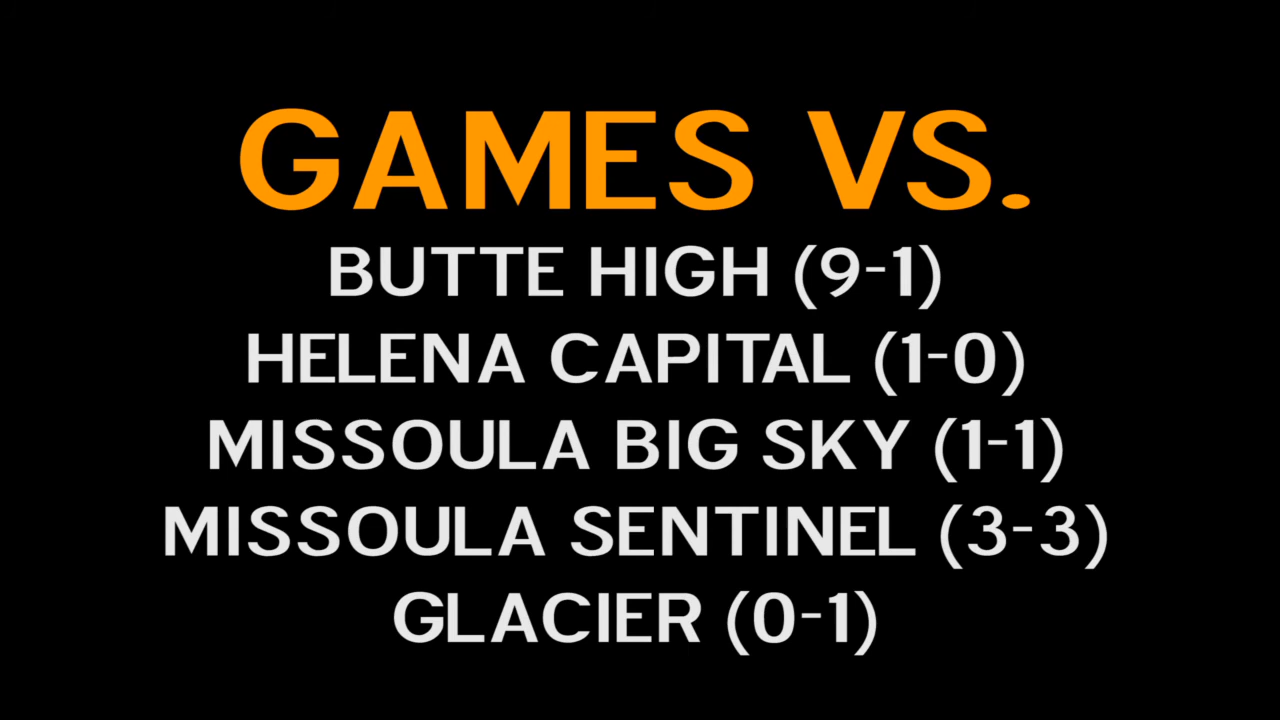 GAMES VS.
BUTTE HIGH (9-1)
HELENA CAPITAL (1-0)
MISSOULA BIG SKY (1-1)
MISSOULA SENTINEL (3-3)
GLACIER (0-1)